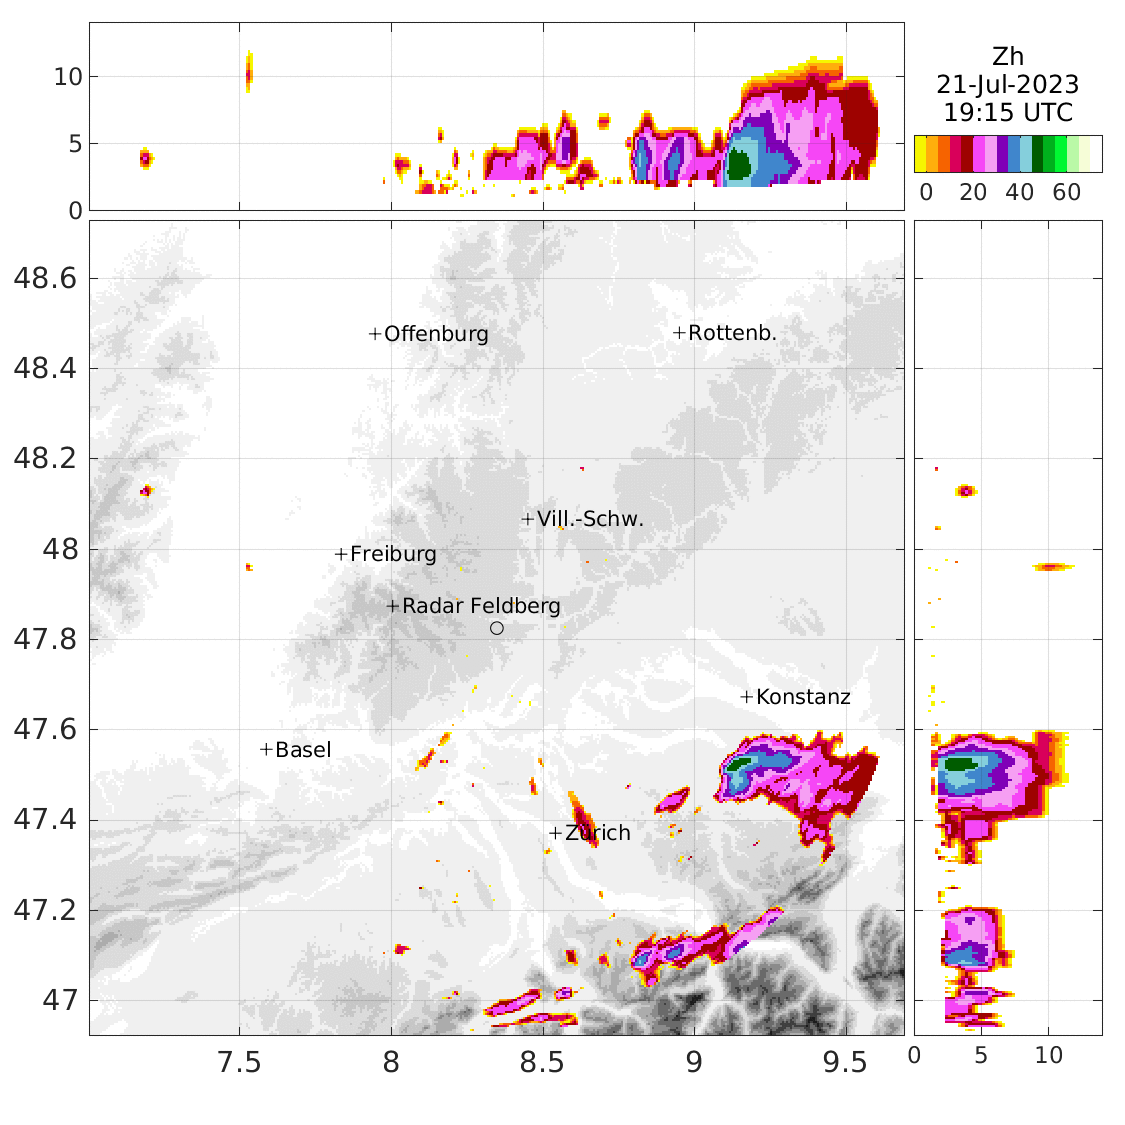 10
5
0
Zh
21-Jul-2023
19:15 UTC
0 20 40 60
48.6
48.4
48.2
48
47.8
47.6
47.4
47.2
47
+Offenburg
+Rottenb.
+Vill.-Schw.
+Freiburg
+Radar Feldberg
+Konstanz
+Basel
+Zürich
7.5 8 8.5 9 9.5
0 5 10